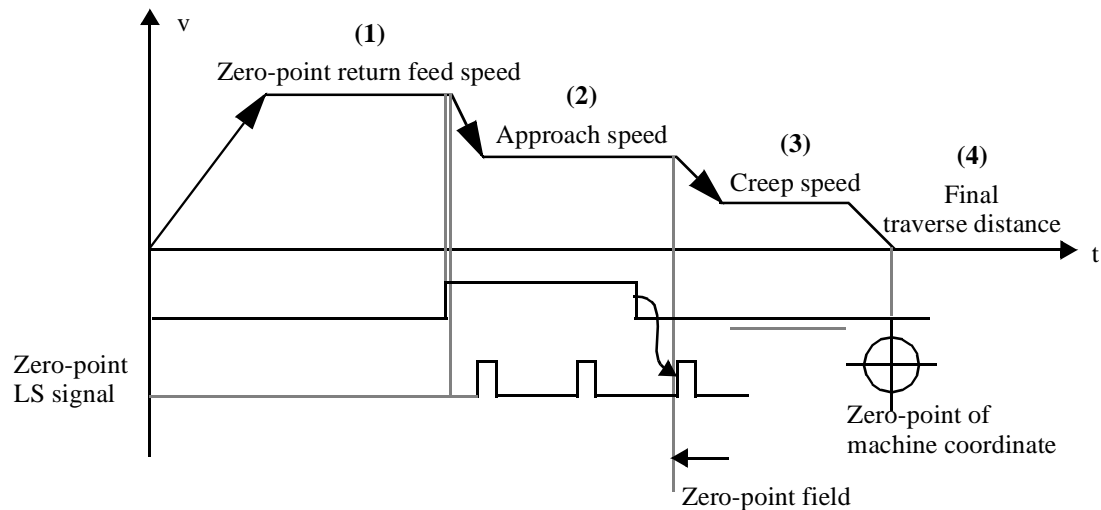 v
(1)
Zero-point return feed speed
(2)
Approach speed
(3)
Creep speed
(4)
Final
traverse distance
t
Zero-point
LS signal
Zero-point of
machine coordinate
Zero-point field